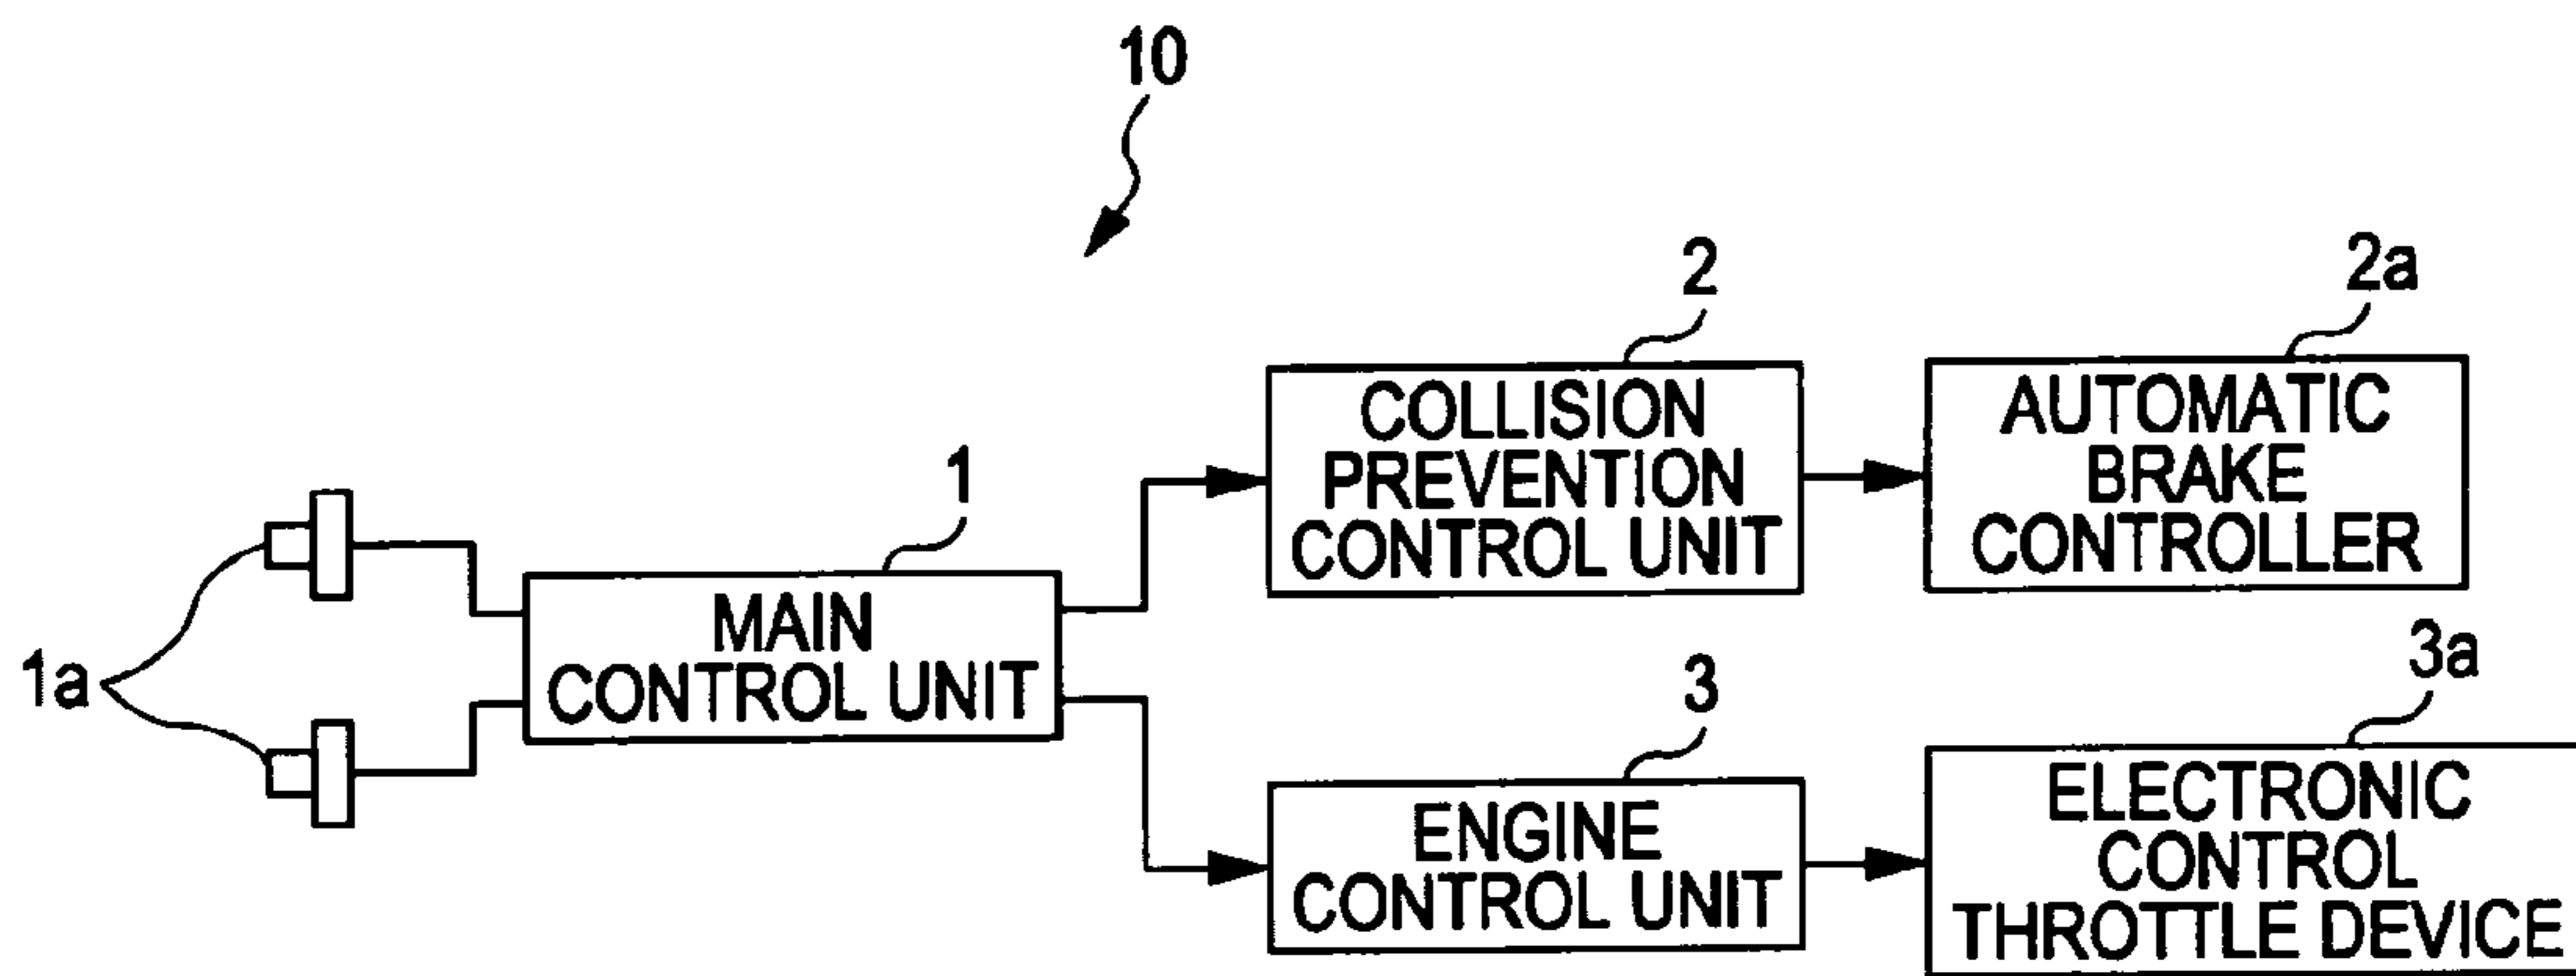 10
2
2a
COLLISION
PREVENTION
CONTROL UNIT
AUTOMATIC
BRAKE
CONTROLLER
1
1a
MAIN
CONTROL UNIT
3
3a
ENGINE
CONTROL UNIT
ELECTRONIC
CONTROL
THROTTLE DEVICE